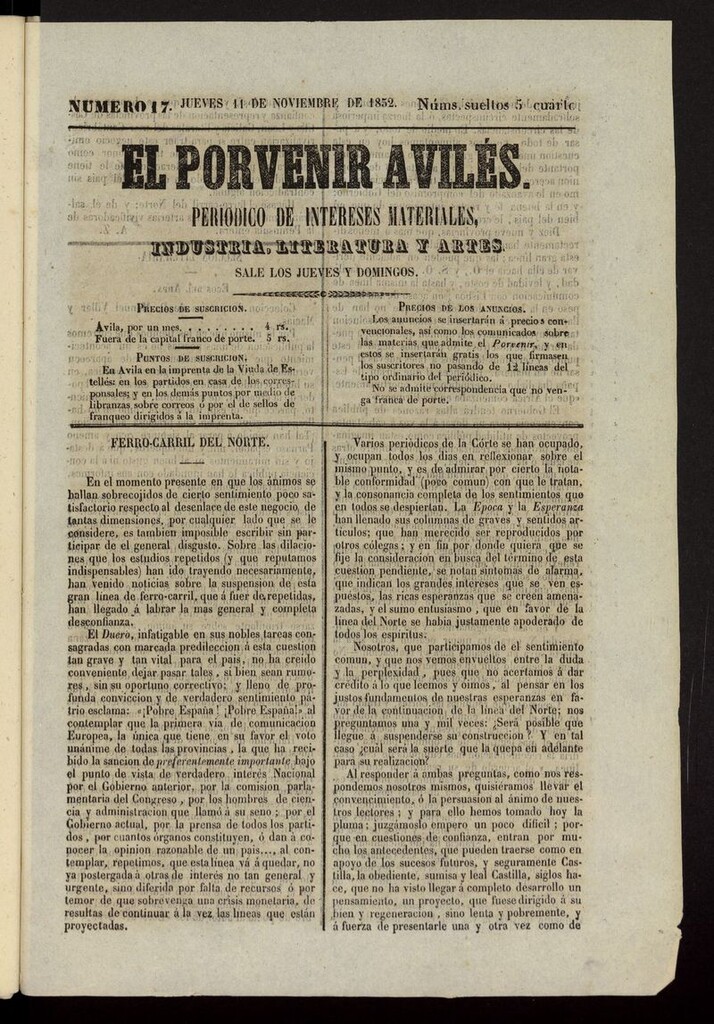 NUMERO 17. JUEVES 11 DE NOVIEMBRE DE 1852. Núms. sueltos 5 cuarto
EL PORVENIR AVILÉS.
PERIODICO DE INTERESES MATERIALES,
INDUSTRIA, LITERATURA Y ARTES.
SALE LOS JUEVES Y DOMINGOS.
PRECIOS DE SUSCRICION.
Avila, por un mes. . . . . . . . . 4 rs.
Fuera de la capital franco de porte. 5 rs.
PUNTOS DE SUSCRICION.
En Avila en la imprenta de la Viuda de Es-
tellés: en los partidos en casa de los corres-
ponsales; y en los demás puntos por medio de
libranzas sobre correos ó por el de sellos de
franqueo dirigidos á la imprenta.
PRECIOS DE LOS ANUNCIOS.
Los anuncios se insertarán á precios con-
vencionales, así como los comunicados sobre
las materias que admite el Porvenir, y en
estos se insertarán gratis los que firmasen
los suscritores no pasando de 12 líneas del
tipo ordinario del periódico.
No se admite correspondencia que no ven-
ga franca de porte.
FERRO-CARRIL DEL NORTE.
En el momento presente en que los ánimos se
hallan sobrecojidos de cierto sentimiento poco sa-
tisfactorio respecto al desenlace de este negocio, de
tantas dimensiones, por cualquier lado que se le
considere, es tambien imposible escribir sin par-
ticipar de el general disgusto. Sobre las dilacio-
nes que los estudios repetidos (y que reputamos
indispensables) han ido trayendo necesariamente,
han venido noticias sobre la suspension de esta
gran línea de ferro-carril, que á fuer de repetidas,
han llegado á labrar la mas general y completa
desconfianza.
El Duero, infatigable en sus nobles tareas con-
sagradas con marcada predileccion á esta cuestion
tan grave y tan vital para el pais, no ha creido
conveniente dejar pasar tales, si bien sean rumo-
res, sin su oportuno correctivo; y lleno de pro-
funda conviccion y de verdadero sentimiento pá-
trio esclama: «¡Pobre España! ¡Pobre España!» al
contemplar que la primera via de comunicacion
Europea, la única que tiene en su favor el voto
unánime de todas las provincias, la que ha reci-
bido la sancion de preferentemente importante bajo
el punto de vista de verdadero interés Nacional
por el Gobierno anterior, por la comision parla-
mentaria del Congreso, por los hombres de cien-
cia y administracion que llamó á su seno; por el
Gobierno actual, por la prensa de todos los parti-
dos, por cuantos órganos constituyen, ó dan á co-
nocer la opinion razonable de un pais..., al con-
templar, repetimos, que esta línea vá á quedar, no
ya postergada á otras de interés no tan general y
urgente, sino diferida por falta de recursos ó por
temor de que sobrevenga una crisis monetaria, de
resultas de continuar á la vez las líneas que están
proyectadas.
Varios periódicos de la Córte se han ocupado,
y ocupan todos los dias en reflexionar sobre el
mismo punto, y es de admirar por cierto la nota-
ble conformidad (poco comun) con que le tratan,
y la consonancia completa de los sentimientos que
en todos se despiertan. La Epoca y la Esperanza
han llenado sus columnas de graves y sentidos ar-
tículos; que han merecido ser reproducidos por
otros cólegas; y en fin por donde quiera que se
fije la consideracion en busca del término de esta
cuestion pendiente, se notan síntomas de alarma,
que indican los grandes intereses que se ven es-
puéstos, las ricas esperanzas que se creen amena-
zadas, y el sumo entusiasmo, que en favor de la
línea del Norte se habia justamente apoderado de
todos los espíritus.
Nosotros, que participamos de el sentimiento
comun, y que nos vemos envueltos entre la duda
y la perplexidad, pues que no acertamos á dar
crédito á lo que leemos y oimos, al pensar en los
justos fundamentos de nuestras esperanzas en fa-
vor de la continuacion de la línea del Norte; nos
preguntamos una y mil veces: ¿Será posible que
llegue á suspenderse su construccion? Y en tal
caso ¿cuál será la suerte que la quepa en adelante
para su realizacion?
Al responder á ambas preguntas, como nos res-
pondemos nosotros mismos, quisiéramos llevar el
convencimiento, ó la persuasion al ánimo de nues-
tros lectores; y para ello hemos tomado hoy la
pluma; juzgámoslo empero un poco dificil; por-
que en cuestiones de confianza, entran por mu-
cho los antecedentes, que pueden traerse como en
apoyo de los sucesos futuros, y seguramente Cas-
tilla, la obediente, sumisa y leal Castilla, siglos ha-
ce, que no ha visto llegar á completo desarrollo un
pensamiento, un proyecto, que fuese dirigido á su
bien y regeneracion, sino lenta y pobremente, y
á fuerza de presentarle una y otra vez como de